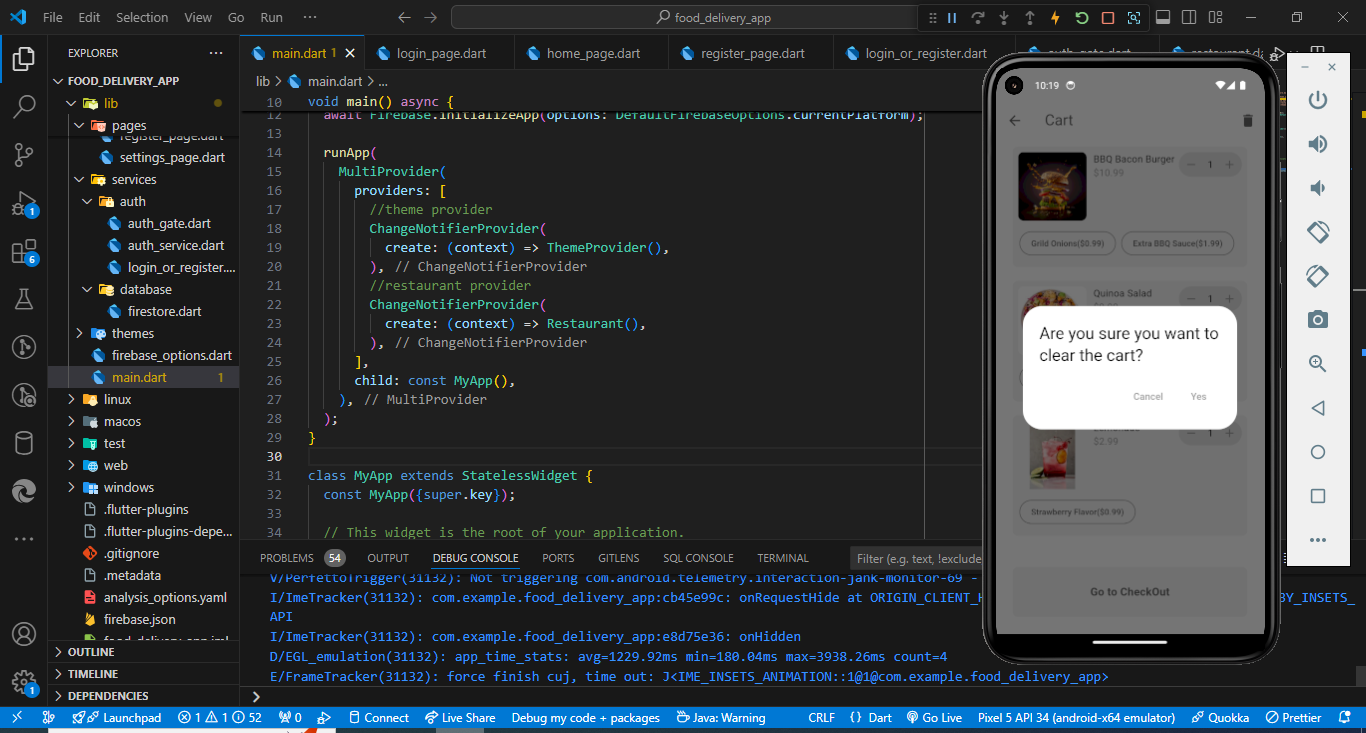 File Edit Selection View Go Run ···
food_delivery_app
EXPLORER ···
FOOD_DELIVERY_APP
lib
pages
register_page.dart
settings_page.dart
services
auth
auth_gate.dart
auth_service.dart
login_or_register....
database
firestore.dart
themes
firebase_options.dart
main.dart 1
linux
macos
test
web
windows
.flutter-plugins
.flutter-plugins-depe...
.gitignore
.metadata
analysis_options.yaml
firebase.json
food_delivery_app.iml
OUTLINE
TIMELINE
DEPENDENCIES
1
6
1
main.dart 1
login_page.dart
home_page.dart
register_page.dart
login_or_register.dart
auth_gate.dart
restaurant.da
lib > main.dart > ...
10 void main() async {
12 await Firebase.initializeApp(options: DefaultFirebaseOptions.currentPlatform);
13
14 runApp(
15 MultiProvider(
16 providers: [
17 //theme provider
18 ChangeNotifierProvider(
19 create: (context) => ThemeProvider(),
20 ), // ChangeNotifierProvider
21 //restaurant provider
22 ChangeNotifierProvider(
23 create: (context) => Restaurant(),
24 ), // ChangeNotifierProvider
25 ],
26 child: const MyApp(),
27 ), // MultiProvider
28 );
29 }
30
31 class MyApp extends StatelessWidget {
32 const MyApp({super.key});
33
34 // This widget is the root of your application.
PROBLEMS 54 OUTPUT DEBUG CONSOLE PORTS GITLENS SQL CONSOLE TERMINAL
Filter (e.g. text, !exclude
V/PerfettoTrigger(31132): Not triggering com.android.telemetry.interaction-jank-monitor-69 -
I/ImeTracker(31132): com.example.food_delivery_app:cb45e99c: onRequestHide at ORIGIN_CLIENT_H
BY_INSETS_
API
I/ImeTracker(31132): com.example.food_delivery_app:e8d75e36: onHidden
D/EGL_emulation(31132): app_time_stats: avg=1229.92ms min=180.04ms max=3938.26ms count=4
E/FrameTracker(31132): force finish cuj, time out: J<IME_INSETS_ANIMATION::1@1@com.example.food_delivery_app>
10:19
Cart
BBQ Bacon Burger
$10.99
− 1 +
Grild Onions($0.99) Extra BBQ Sauce($1.99)
Quinoa Salad
− 1 +
Are you sure you want to
clear the cart?
Cancel Yes
$2.99
− 1 +
Strawberry Flavor($0.99)
Go to CheckOut
Launchpad 1 1 52 0 Connect Live Share Debug my code + packages Java: Warning CRLF {} Dart Go Live Pixel 5 API 34 (android-x64 emulator) Quokka Prettier